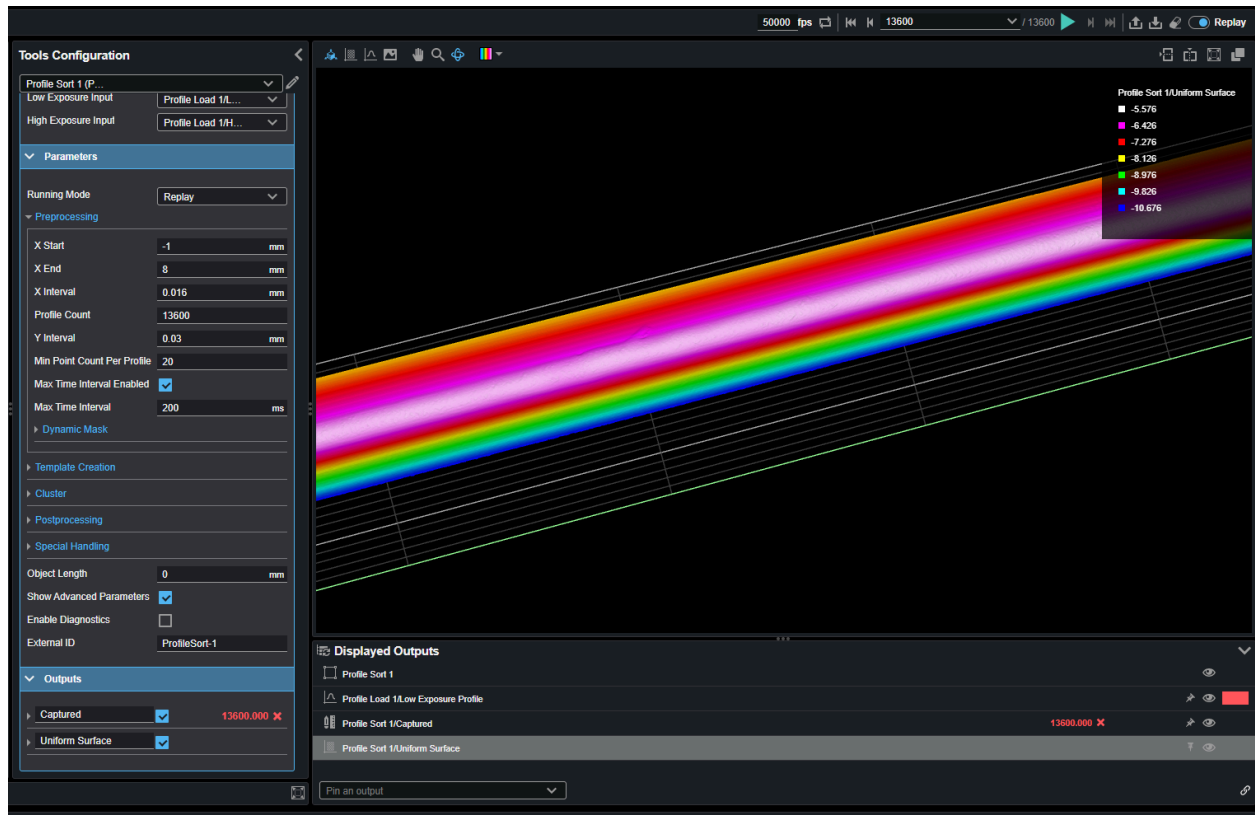 50000 fps 13600 / 13600 Replay
Tools Configuration
Profile Sort 1 (P...
Low Exposure Input Profile Load 1/L...
High Exposure Input Profile Load 1/H...
Parameters
Running Mode Replay
Preprocessing
X Start -1 mm
X End 8 mm
X Interval 0.016 mm
Profile Count 13600
Y Interval 0.03 mm
Min Point Count Per Profile 20
Max Time Interval Enabled
Max Time Interval 200 ms
Dynamic Mask
Template Creation
Cluster
Postprocessing
Special Handling
Object Length 0 mm
Show Advanced Parameters
Enable Diagnostics
External ID ProfileSort-1
Outputs
Captured 13600.000
Uniform Surface
Profile Sort 1/Uniform Surface
-5.576
-6.426
-7.276
-8.126
-8.976
-9.826
-10.676
Displayed Outputs
Profile Sort 1
Profile Load 1/Low Exposure Profile
Profile Sort 1/Captured 13600.000
Profile Sort 1/Uniform Surface
Pin an output